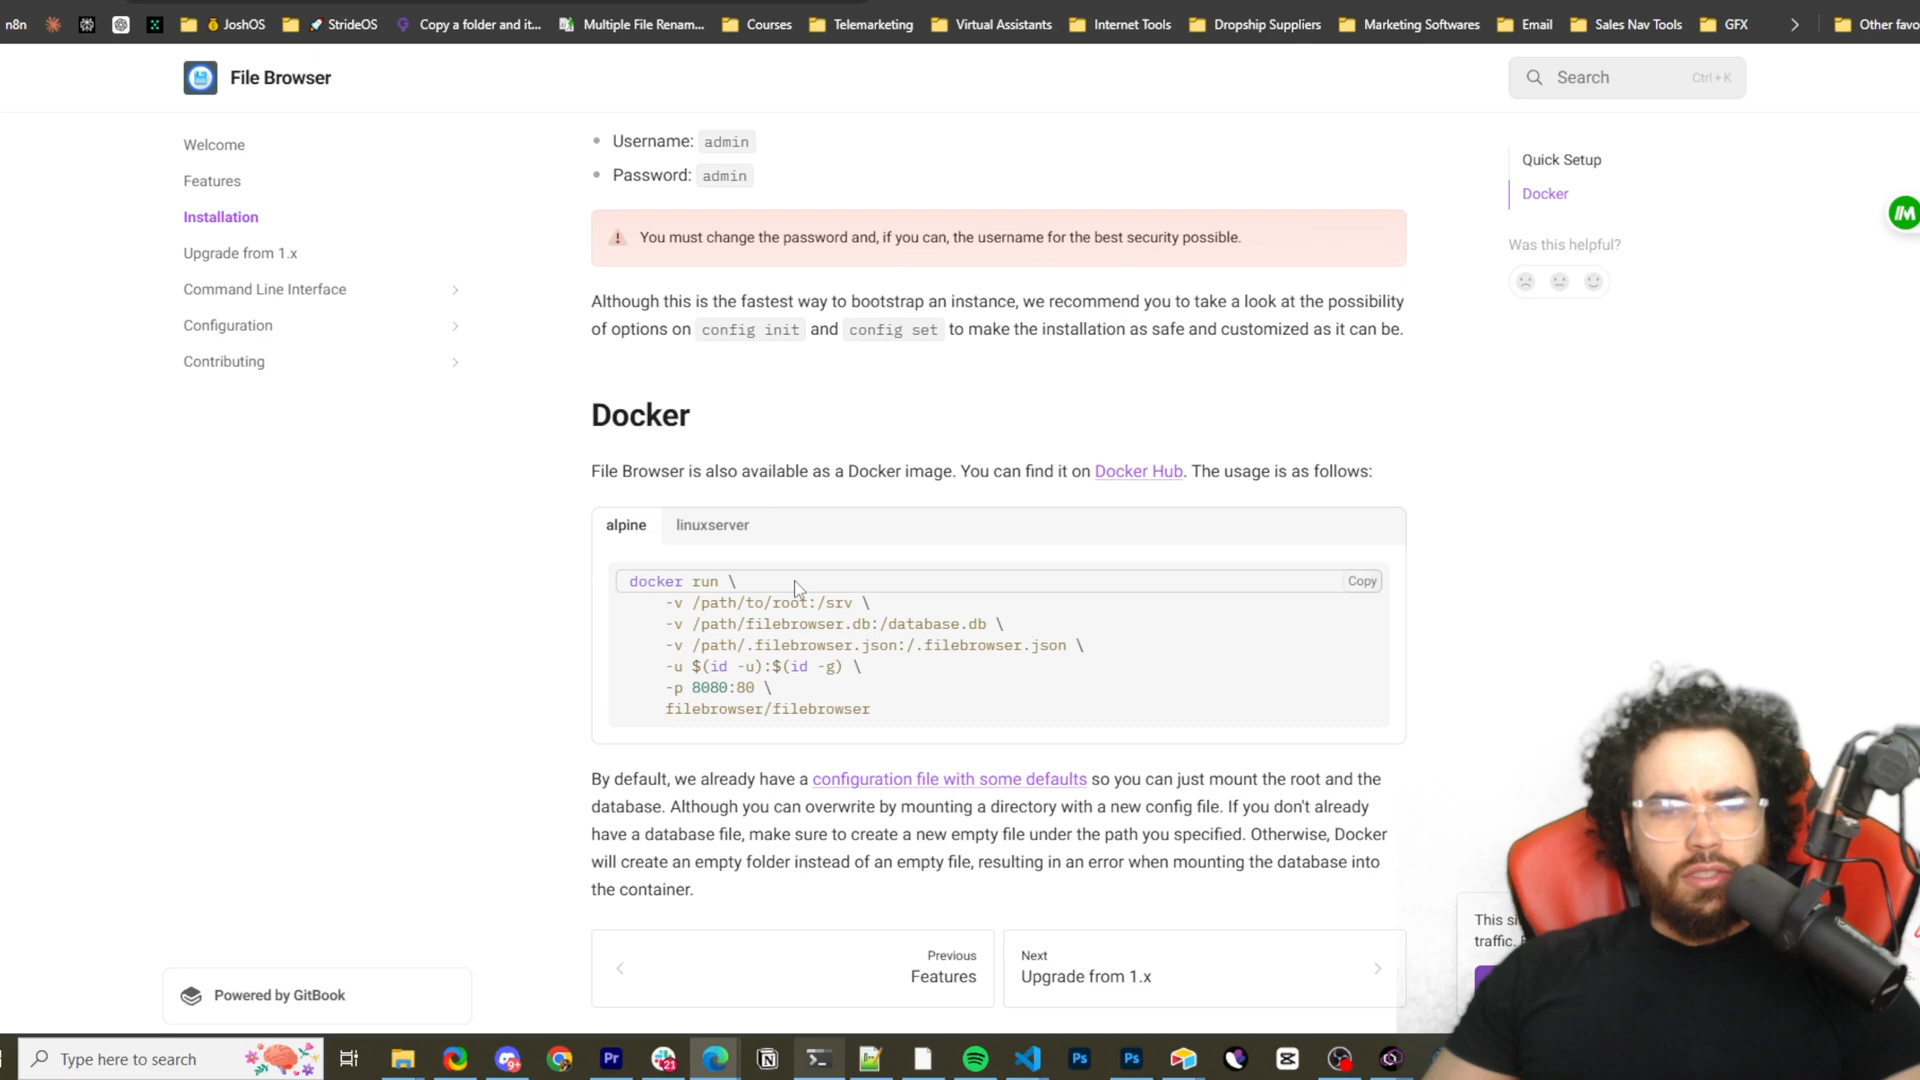 n8n
JoshOS
StrideOS
Copy a folder and it...
Multiple File Renam...
Courses
Telemarketing
Virtual Assistants
Internet Tools
Dropship Suppliers
Marketing Softwares
Email
Sales Nav Tools
GFX
Other favo
File Browser
Search
Ctrl + K
Welcome
Features
Installation
Upgrade from 1.x
Command Line Interface
Configuration
Contributing
Username: admin
Password: admin
You must change the password and, if you can, the username for the best security possible.
Although this is the fastest way to bootstrap an instance, we recommend you to take a look at the possibility
of options on config init and config set to make the installation as safe and customized as it can be.
Docker
File Browser is also available as a Docker image. You can find it on Docker Hub. The usage is as follows:
alpine
linuxserver
docker run \
Copy
-v /path/to/root:/srv \
-v /path/filebrowser.db:/database.db \
-v /path/.filebrowser.json:/.filebrowser.json \
-u $(id -u):$(id -g) \
-p 8080:80 \
filebrowser/filebrowser
By default, we already have a configuration file with some defaults so you can just mount the root and the
database. Although you can overwrite by mounting a directory with a new config file. If you don't already
have a database file, make sure to create a new empty file under the path you specified. Otherwise, Docker
will create an empty folder instead of an empty file, resulting in an error when mounting the database into
the container.
Previous
Features
Next
Upgrade from 1.x
Quick Setup
Docker
Was this helpful?
This si
traffic.
Powered by GitBook
Type here to search
9+
Pr
21
Ps
Ps